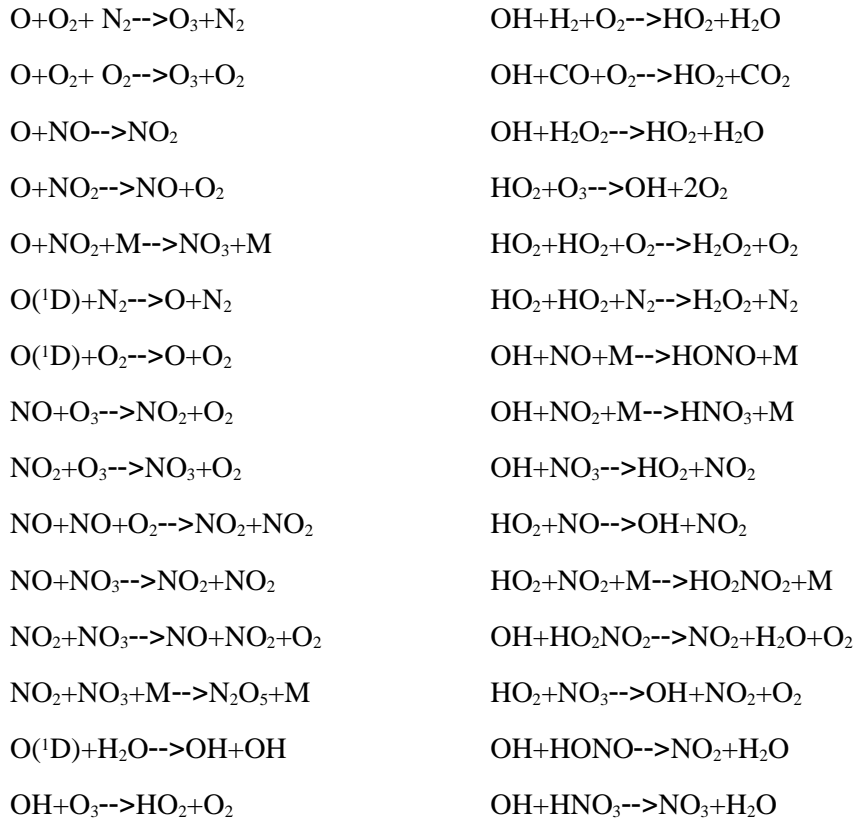 O+O₂+ N₂-->O₃+N₂
O+O₂+ O₂-->O₃+O₂
O+NO-->NO₂
O+NO₂-->NO+O₂
O+NO₂+M-->NO₃+M
O(¹D)+N₂-->O+N₂
O(¹D)+O₂-->O+O₂
NO+O₃-->NO₂+O₂
NO₂+O₃-->NO₃+O₂
NO+NO+O₂-->NO₂+NO₂
NO+NO₃-->NO₂+NO₂
NO₂+NO₃-->NO+NO₂+O₂
NO₂+NO₃+M-->N₂O₅+M
O(¹D)+H₂O-->OH+OH
OH+O₃-->HO₂+O₂
OH+H₂+O₂-->HO₂+H₂O
OH+CO+O₂-->HO₂+CO₂
OH+H₂O₂-->HO₂+H₂O
HO₂+O₃-->OH+2O₂
HO₂+HO₂+O₂-->H₂O₂+O₂
HO₂+HO₂+N₂-->H₂O₂+N₂
OH+NO+M-->HONO+M
OH+NO₂+M-->HNO₃+M
OH+NO₃-->HO₂+NO₂
HO₂+NO-->OH+NO₂
HO₂+NO₂+M-->HO₂NO₂+M
OH+HO₂NO₂-->NO₂+H₂O+O₂
HO₂+NO₃-->OH+NO₂+O₂
OH+HONO-->NO₂+H₂O
OH+HNO₃-->NO₃+H₂O